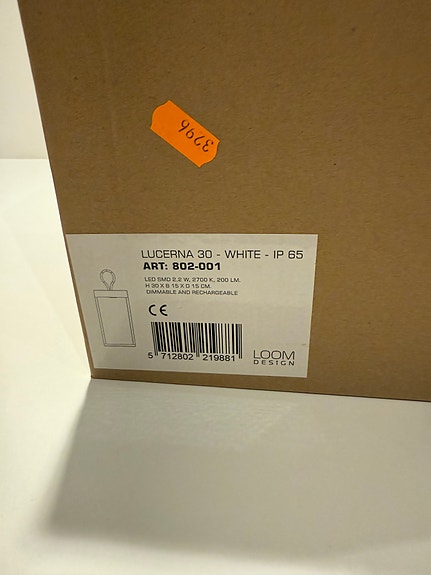 3296
LUCERNA 30 - WHITE - IP 65
ART: 802-001
LED SMD 2.2 W, 2700 K, 200 LM.
H 30 X B 15 X D 15 CM.
DIMMABLE AND RECHARGEABLE
CE
5 712802 219881
LOOM
DESIGN